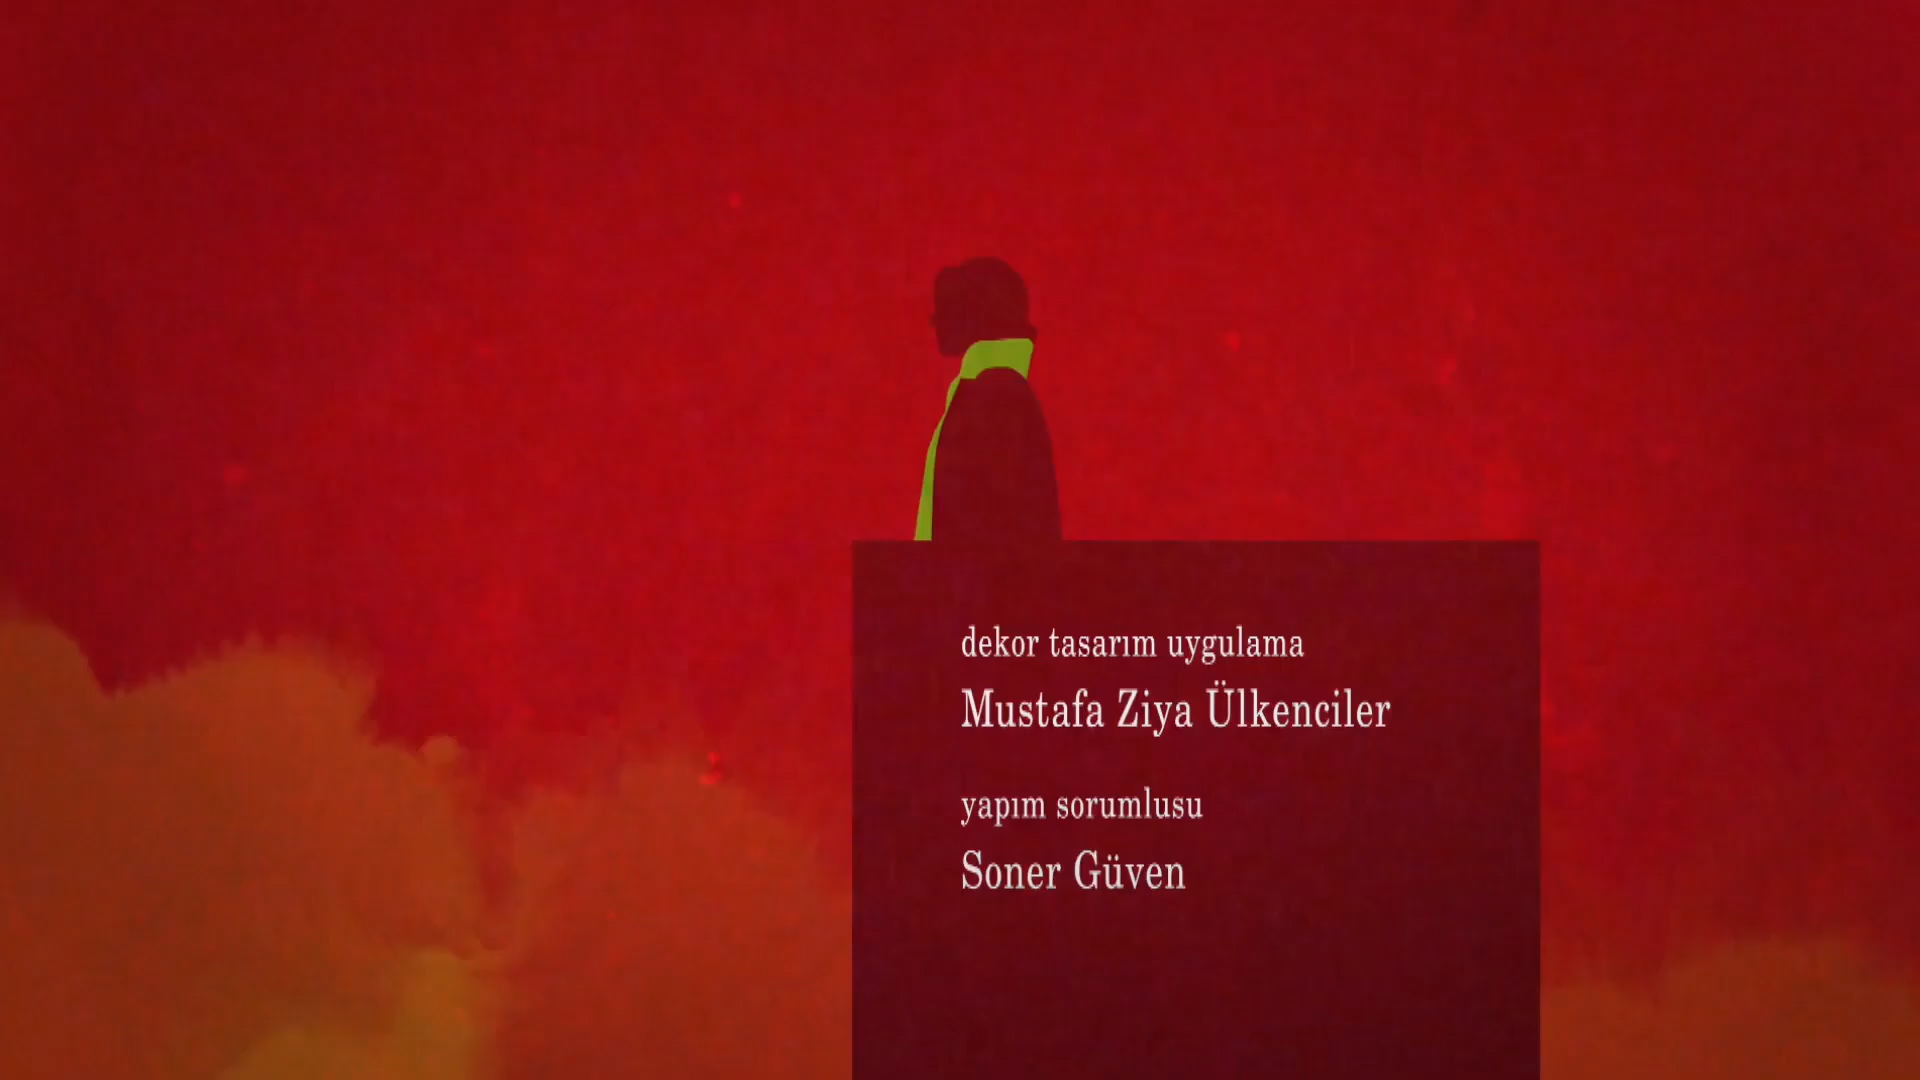 dekor tasarım uygulama
Mustafa Ziya Ülkenciler
yapım sorumlusu
Soner Güven